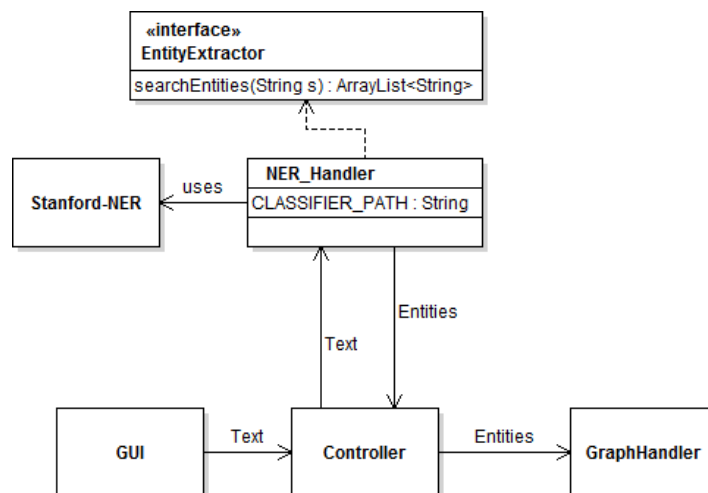 «interface»
EntityExtractor
searchEntities(String s) : ArrayList<String>
Stanford-NER
uses
NER_Handler
CLASSIFIER_PATH : String
Entities
Text
GUI
Text
Controller
Entities
GraphHandler